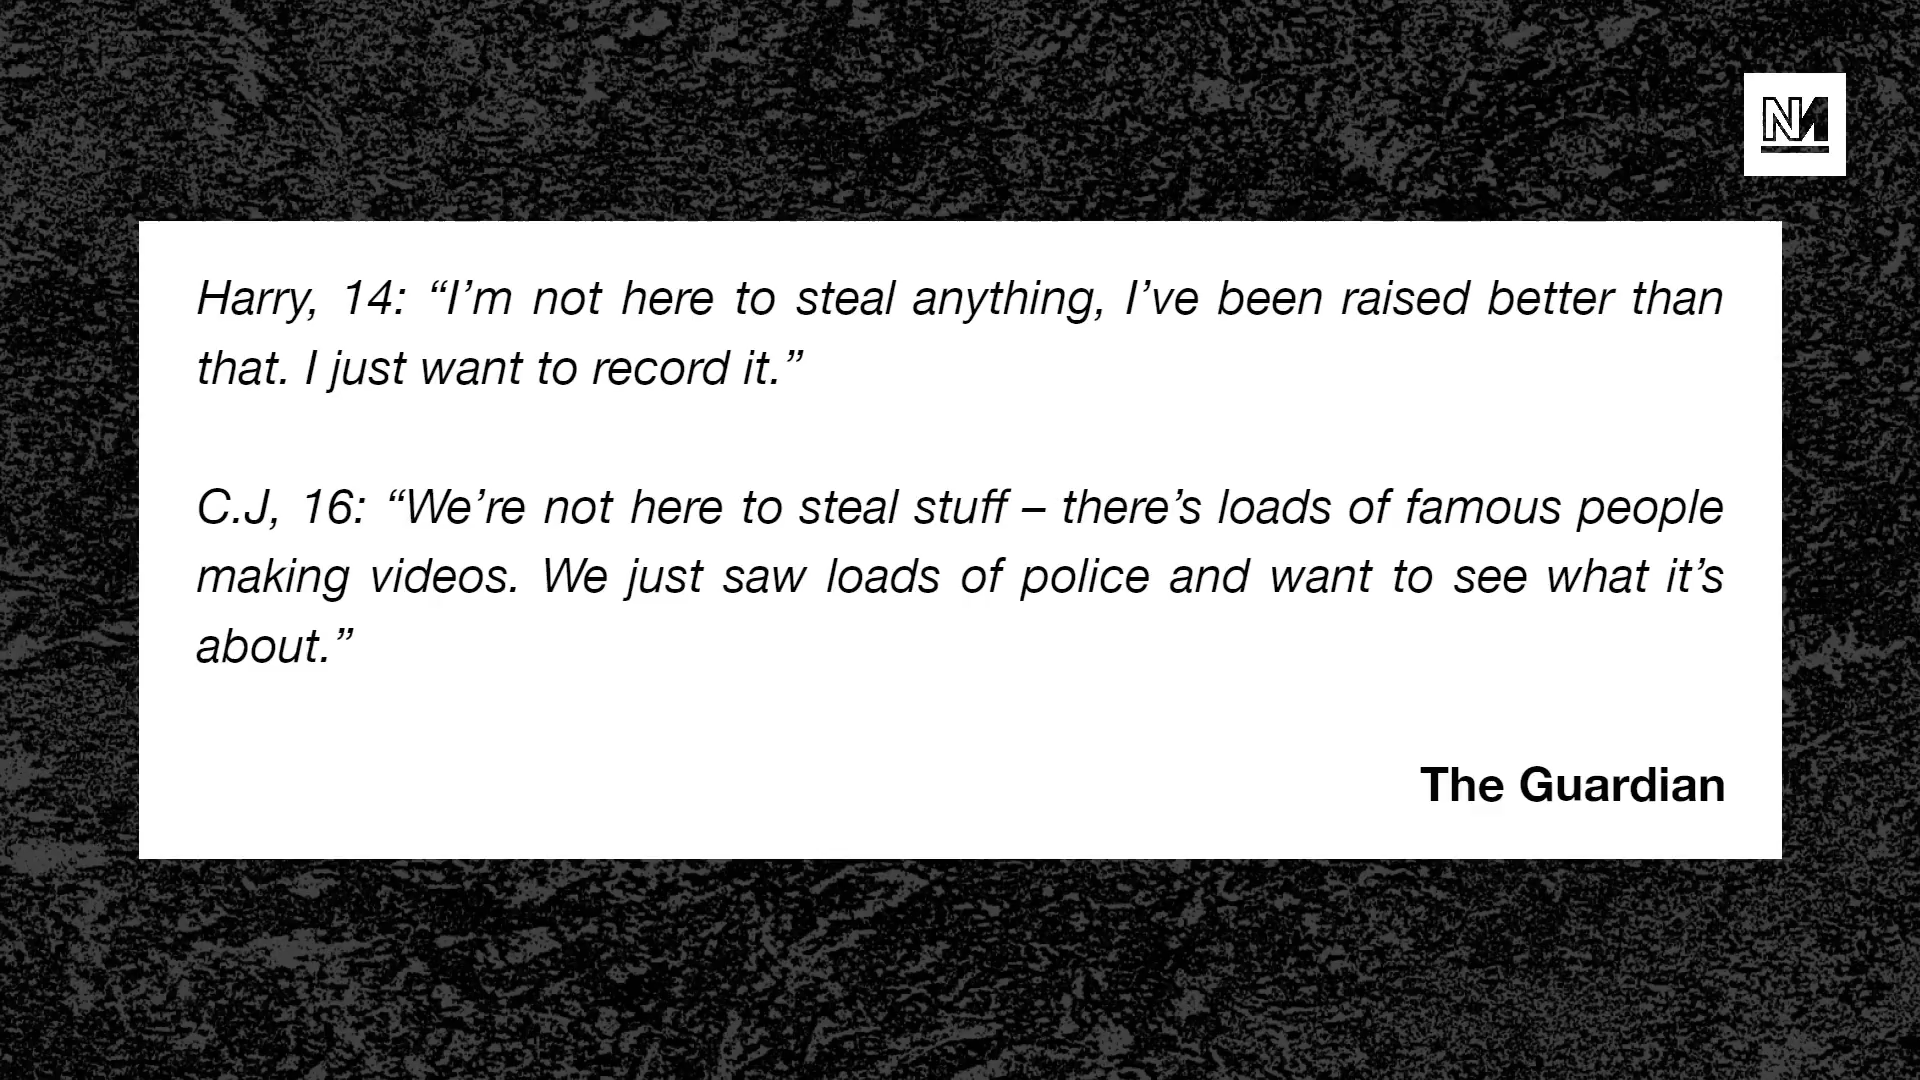 NM
Harry, 14: “I’m not here to steal anything, I’ve been raised better than
that. I just want to record it.”
C.J, 16: “We’re not here to steal stuff – there’s loads of famous people
making videos. We just saw loads of police and want to see what it’s
about.”
The Guardian